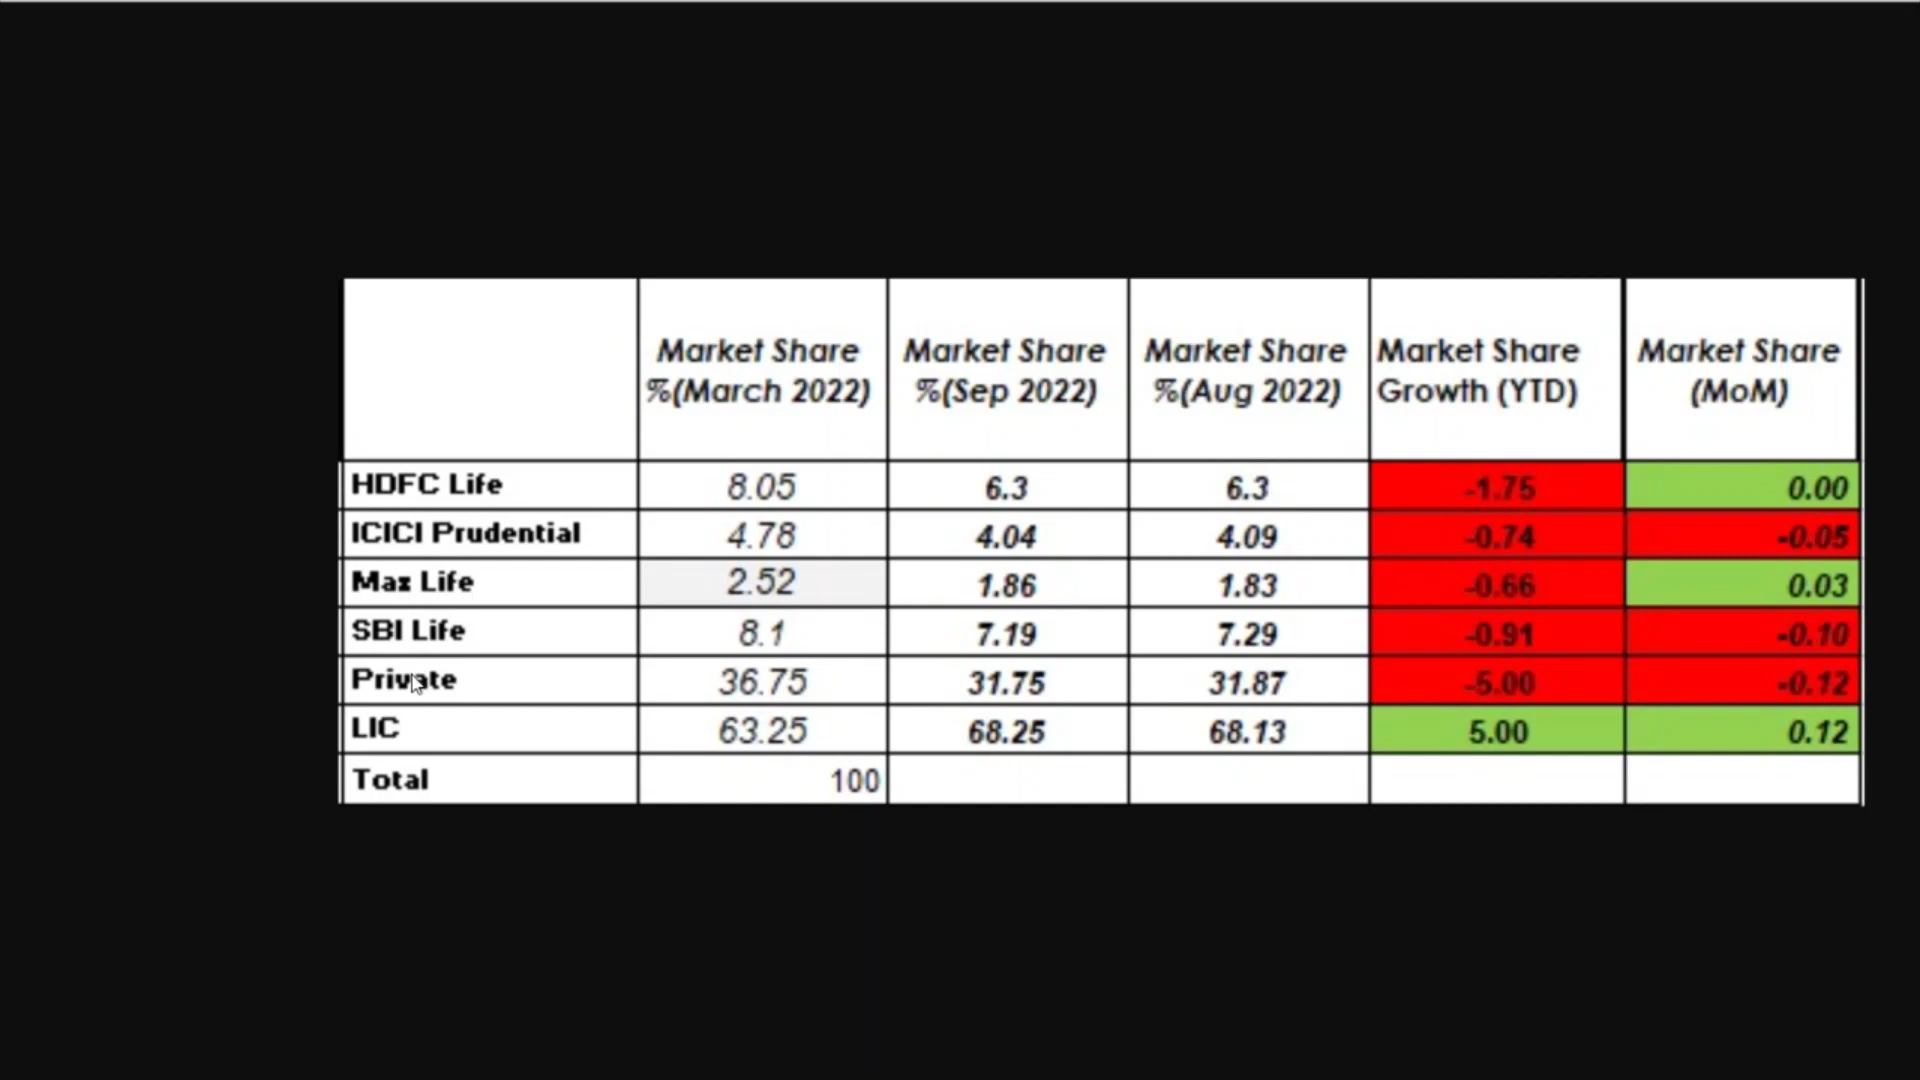 Market Share %(March 2022) Market Share %(Sep 2022) Market Share %(Aug 2022) Market Share Growth (YTD) Market Share (MoM)
HDFC Life 8.05 6.3 6.3 -1.75 0.00
ICICI Prudential 4.78 4.04 4.09 -0.74 -0.05
Max Life 2.52 1.86 1.83 -0.66 0.03
SBI Life 8.1 7.19 7.29 -0.91 -0.10
Private 36.75 31.75 31.87 -5.00 -0.12
LIC 63.25 68.25 68.13 5.00 0.12
Total 100